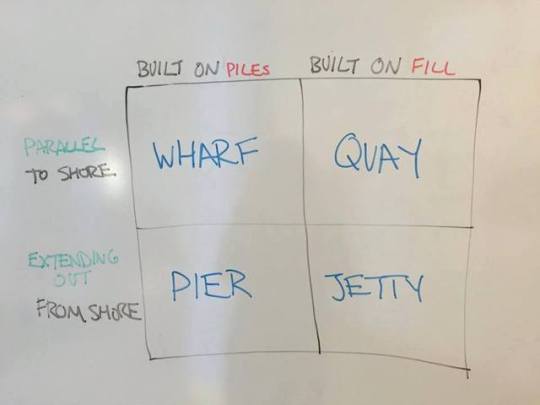 BUILT ON PILES
BUILT ON FILL
PARALLEL
TO SHORE
WHARF
QUAY
EXTENDING
OUT
FROM SHORE
PIER
JETTY